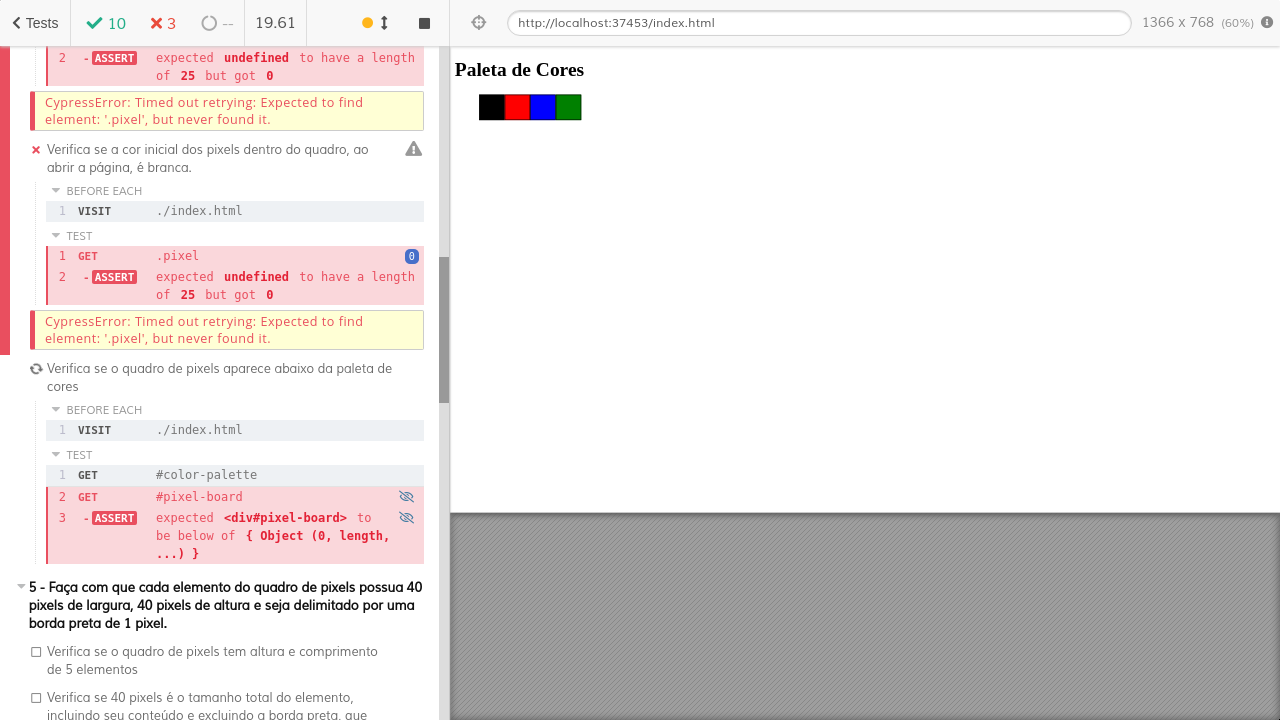 Tests
10
3
--
19.61
http://localhost:37453/index.html
1366 x 768 (60%)
2 -ASSERT expected undefined to have a length
of 25 but got 0
CypressError: Timed out retrying: Expected to find
element: '.pixel', but never found it.
Verifica se a cor inicial dos pixels dentro do quadro, ao
abrir a página, é branca.
BEFORE EACH
1 VISIT ./index.html
TEST
1 GET .pixel 0
2 -ASSERT expected undefined to have a length
of 25 but got 0
CypressError: Timed out retrying: Expected to find
element: '.pixel', but never found it.
Verifica se o quadro de pixels aparece abaixo da paleta de
cores
BEFORE EACH
1 VISIT ./index.html
TEST
1 GET #color-palette
2 GET #pixel-board
3 -ASSERT expected <div#pixel-board> to
be below of { Object (0, length,
...) }
5 - Faça com que cada elemento do quadro de pixels possua 40
pixels de largura, 40 pixels de altura e seja delimitado por uma
borda preta de 1 pixel.
Verifica se o quadro de pixels tem altura e comprimento
de 5 elementos
Verifica se 40 pixels é o tamanho total do elemento,
incluindo seu conteúdo e excluindo a borda preta, que
Paleta de Cores